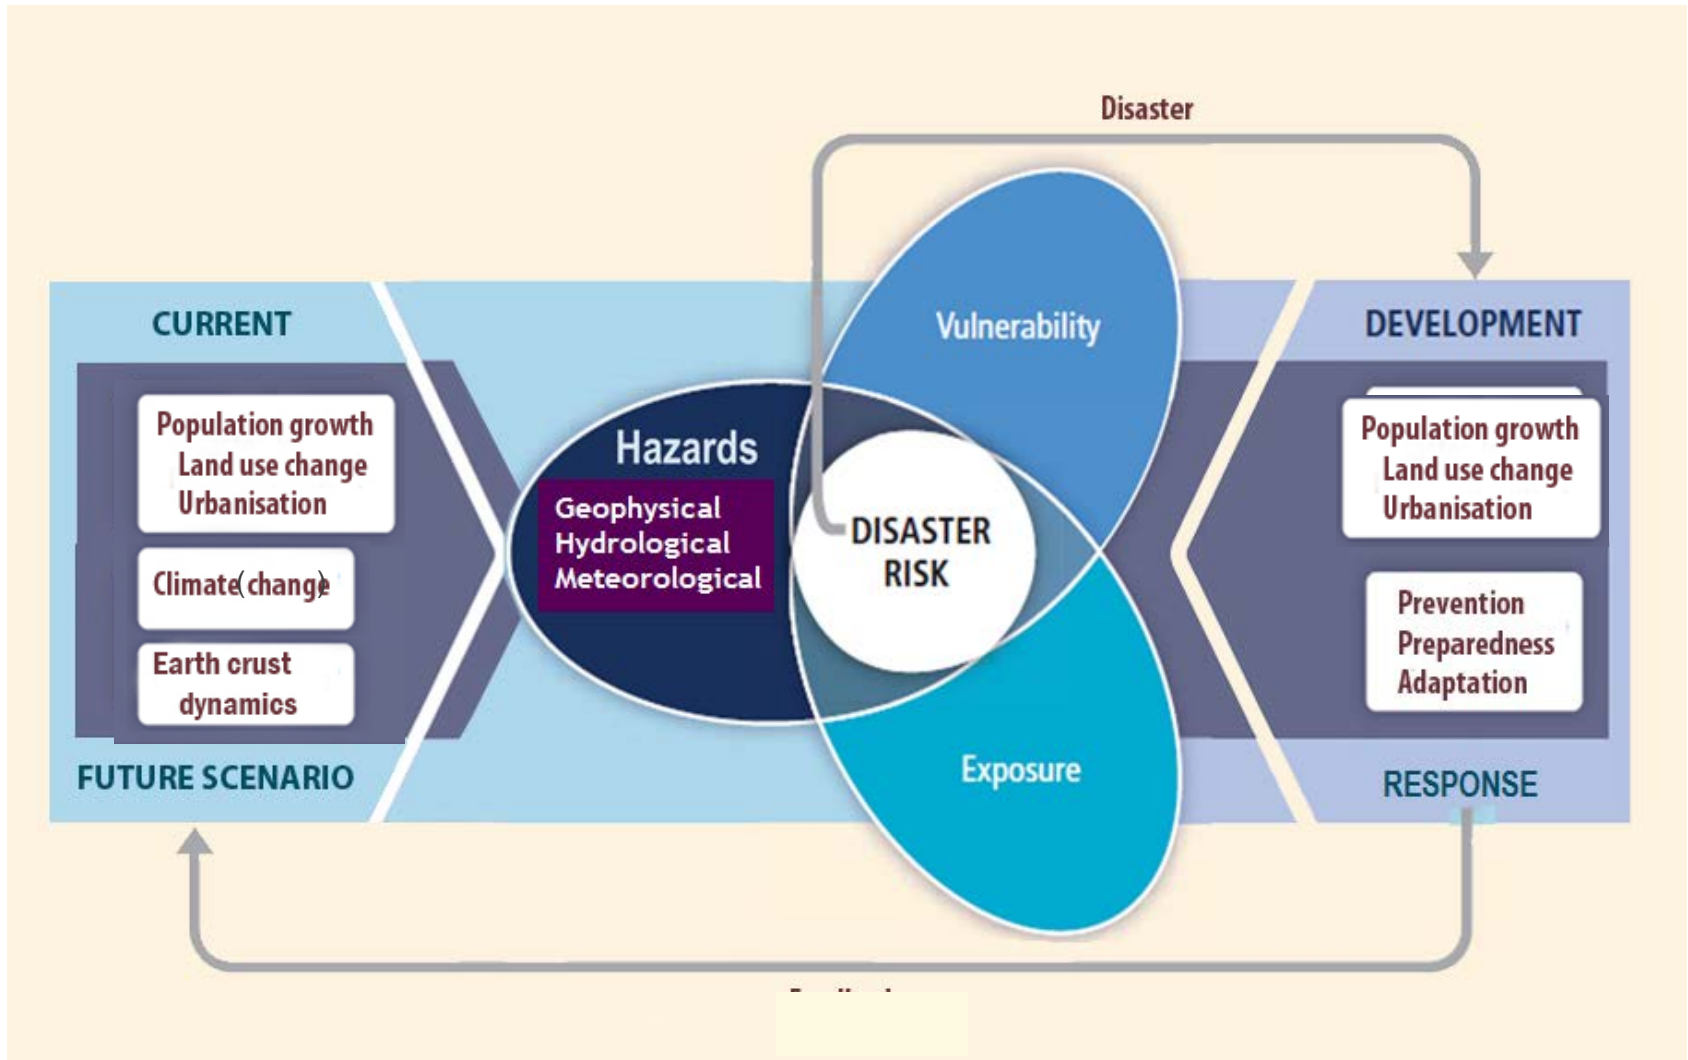 Disaster
CURRENT
Population growth
Land use change
Urbanisation
Climate(change)
Earth crust
dynamics
FUTURE SCENARIO
Hazards
Geophysical
Hydrological
Meteorological
Vulnerability
DISASTER
RISK
Exposure
DEVELOPMENT
Population growth
Land use change
Urbanisation
Prevention
Preparedness
Adaptation
RESPONSE